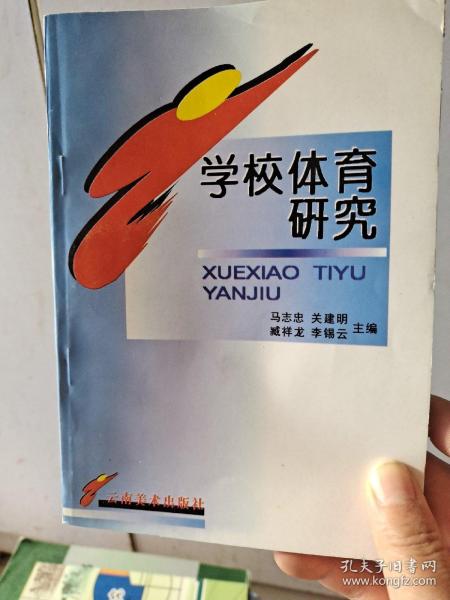 学校体育
研究
XUEXIAO TIYU
YANJIU
马志忠 关建明
臧祥龙 李锡云 主编
云南美术出版社
孔夫子旧书网
www.kongfz.com